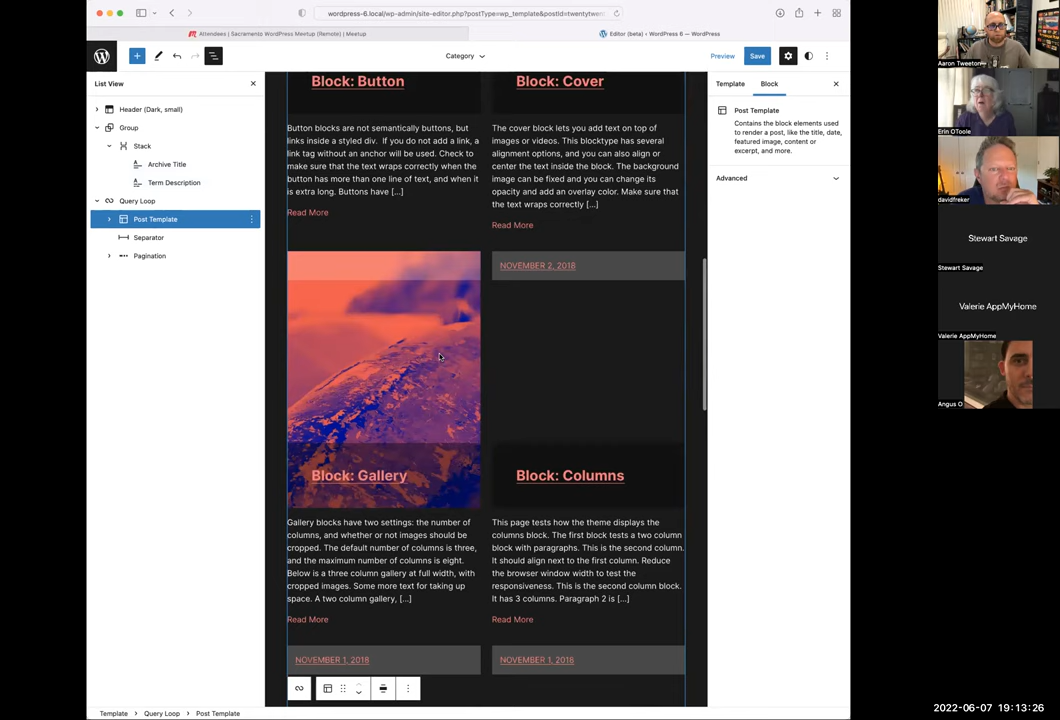 wordpress-6.local/wp-admin/site-editor.php?postType=wp_template&postId=twentytwen
Attendees | Sacramento WordPress Meetup (Remote) | Meetup
Editor (beta) ‹ WordPress 6 — WordPress
Category
Preview
Save
List View
Header (Dark, small)
Group
Stack
Archive Title
Term Description
Query Loop
Post Template
Separator
Pagination
Block: Button
Button blocks are not semantically buttons, but
links inside a styled div.  If you do not add a link, a
link tag without an anchor will be used. Check to
make sure that the text wraps correctly when the
button has more than one line of text, and when it
is extra long. Buttons have […]
Read More
Block: Cover
The cover block lets you add text on top of
images or videos. This blocktype has several
alignment options, and you can also align or
center the text inside the block. The background
image can be fixed and you can change its
opacity and add an overlay color. Make sure that
the text wraps correctly […]
Read More
Block: Gallery
Gallery blocks have two settings: the number of
columns, and whether or not images should be
cropped. The default number of columns is three,
and the maximum number of columns is eight.
Below is a three column gallery at full width, with
cropped images. Some more text for taking up
space. A two column gallery, […]
Read More
NOVEMBER 2, 2018
Block: Columns
This page tests how the theme displays the
columns block. The first block tests a two column
block with paragraphs. This is the second column.
It should align next to the first column. Reduce
the browser window width to test the
responsiveness. This is the second column block.
It has 3 columns. Paragraph 2 is […]
Read More
NOVEMBER 1, 2018
NOVEMBER 1, 2018
Template
Block
Post Template
Contains the block elements used
to render a post, like the title, date,
featured image, content or
excerpt, and more.
Advanced
Template > Query Loop > Post Template
Aaron Tweeton
Erin OToole
davidfreker
Stewart Savage
Stewart Savage
Valerie AppMyHome
Valerie AppMyHome
Angus O
2022-06-07 19:13:26